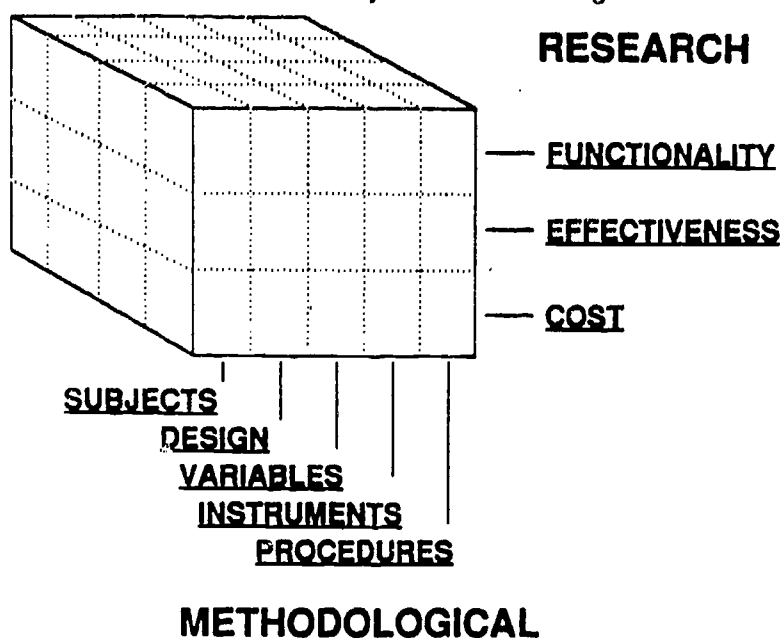 RESEARCH
FUNCTIONALITY
EFFECTIVENESS
COST
SUBJECTS
DESIGN
VARIABLES
INSTRUMENTS
PROCEDURES
METHODOLOGICAL